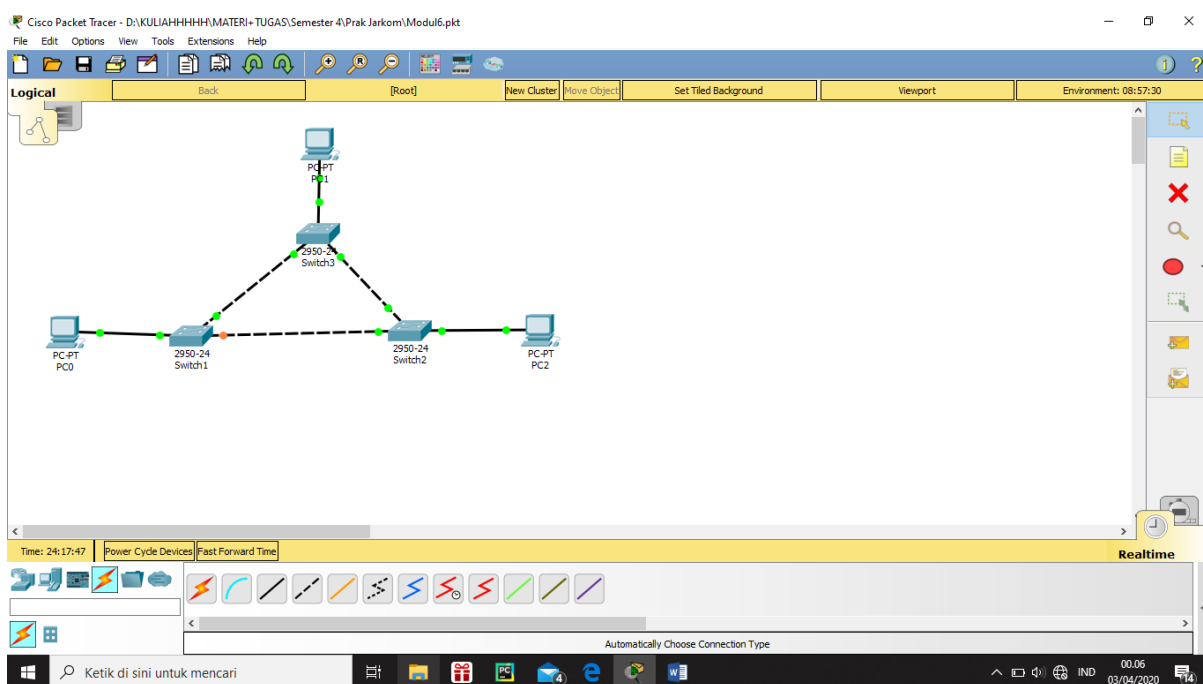 Cisco Packet Tracer - D:\KULIAHHHHH\MATERI+TUGAS\Semester 4\Prak Jarkom\Modul6.pkt
File Edit Options View Tools Extensions Help
Logical Back [Root] New Cluster Move Object Set Tiled Background Viewport Environment: 08:57:30
PC-PT
PC1
2950-24
Switch3
PC-PT
PC0
2950-24
Switch1
2950-24
Switch2
PC-PT
PC2
Time: 24:17:47 Power Cycle Devices Fast Forward Time Realtime
Automatically Choose Connection Type
Ketik di sini untuk mencari
IND
00.06
03/04/2020